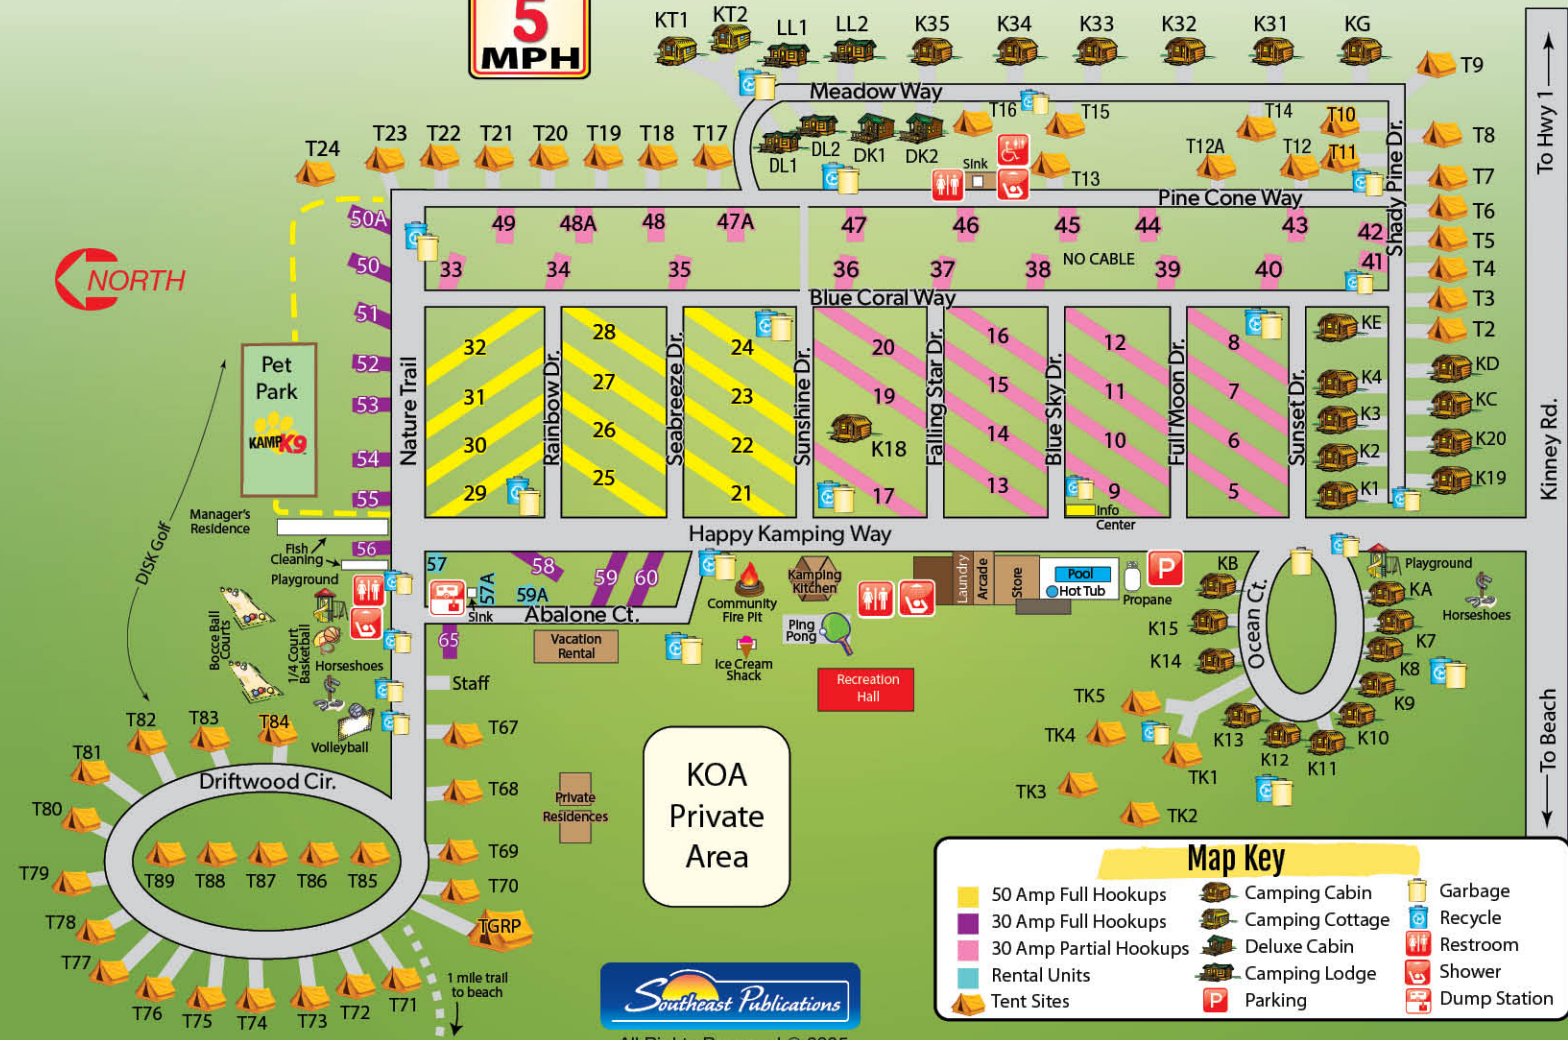 5
MPH
KT1
KT2
LL1
LL2
K35
K34
K33
K32
K31
KG
T9
To Hwy 1
Meadow Way
T16
T15
T14
T10
T8
T24
T23
T22
T21
T20
T19
T18
T17
DL1
DL2
DK1
DK2
Sink
T13
T12A
T12
T11
T7
Pine Cone Way
Shady Pine Dr.
T6
T5
T4
T3
T2
50A
49
48A
48
47A
47
46
45
44
43
42
NORTH
50
33
34
35
36
37
38
NO CABLE
39
40
41
Blue Coral Way
51
52
53
54
55
56
Nature Trail
32
31
30
29
Rainbow Dr.
28
27
26
25
Seabreeze Dr.
24
23
22
21
Sunshine Dr.
20
19
K18
17
Falling Star Dr.
16
15
14
13
Blue Sky Dr.
12
11
10
9
Info
Center
Full Moon Dr.
8
7
6
5
Sunset Dr.
KE
K4
K3
K2
K1
KD
KC
K20
K19
Kinney Rd.
Pet
Park
KAMP K9
DISK Golf
Manager's
Residence
Fish
Cleaning
Playground
Bocce Ball
Courts
1/4 Court
Basketball
Horseshoes
Volleyball
Happy Kamping Way
57
57A
58
59A
59
60
Sink
Abalone Ct.
65
Vacation
Rental
Staff
Community
Fire Pit
Kamping
Kitchen
Ping
Pong
Ice Cream
Shack
Recreation
Hall
Laundry
Arcade
Store
Pool
Hot Tub
Propane
P
KB
K15
K14
Ocean Ct.
Playground
KA
Horseshoes
K7
K8
K9
K10
K11
K12
K13
TK5
TK4
TK3
TK1
TK2
To Beach
T67
T68
T69
T70
TGRP
Private
Residences
KOA
Private
Area
T82
T83
T84
T81
T80
T79
T78
T77
T76
T75
T74
T73
T72
T71
Driftwood Cir.
T89
T88
T87
T86
T85
1 mile trail
to beach
Southeast Publications
Map Key
50 Amp Full Hookups
30 Amp Full Hookups
30 Amp Partial Hookups
Rental Units
Tent Sites
Camping Cabin
Camping Cottage
Deluxe Cabin
Camping Lodge
P
Parking
Garbage
Recycle
Restroom
Shower
Dump Station